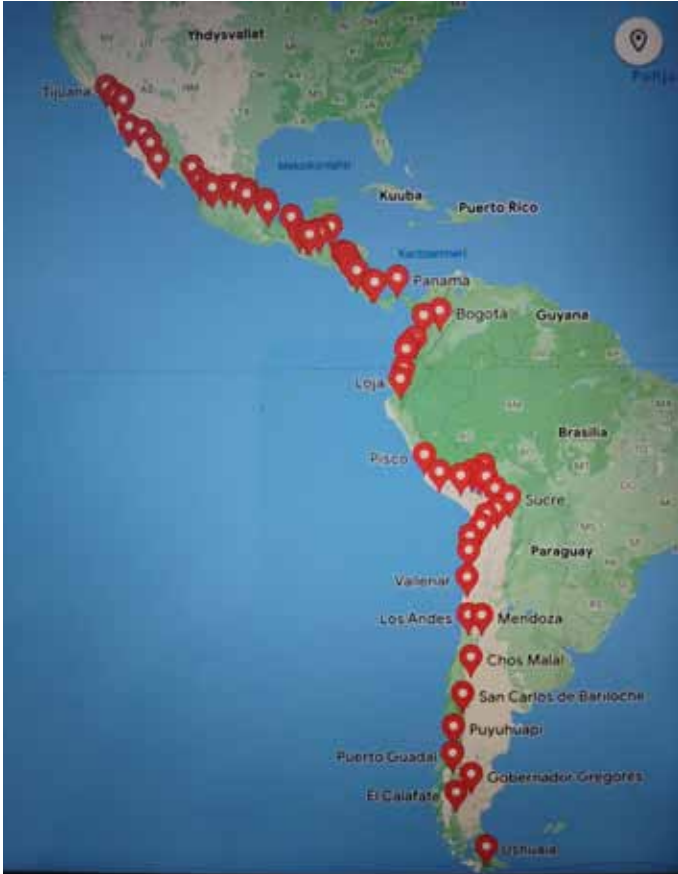 Yhdysvallat
Tijuana
Meksikonlahti
Kuuba
Puerto Rico
Karibianmeri
Panama
Bogotá
Guyana
Loja
Brasilia
Pisco
Sucre
Paraguay
Vallenar
Los Andes
Mendoza
Chos Malal
San Carlos de Bariloche
Puyuhuapi
Puerto Guadal
Gobernador Gregores
El Calafate
Ushuaia